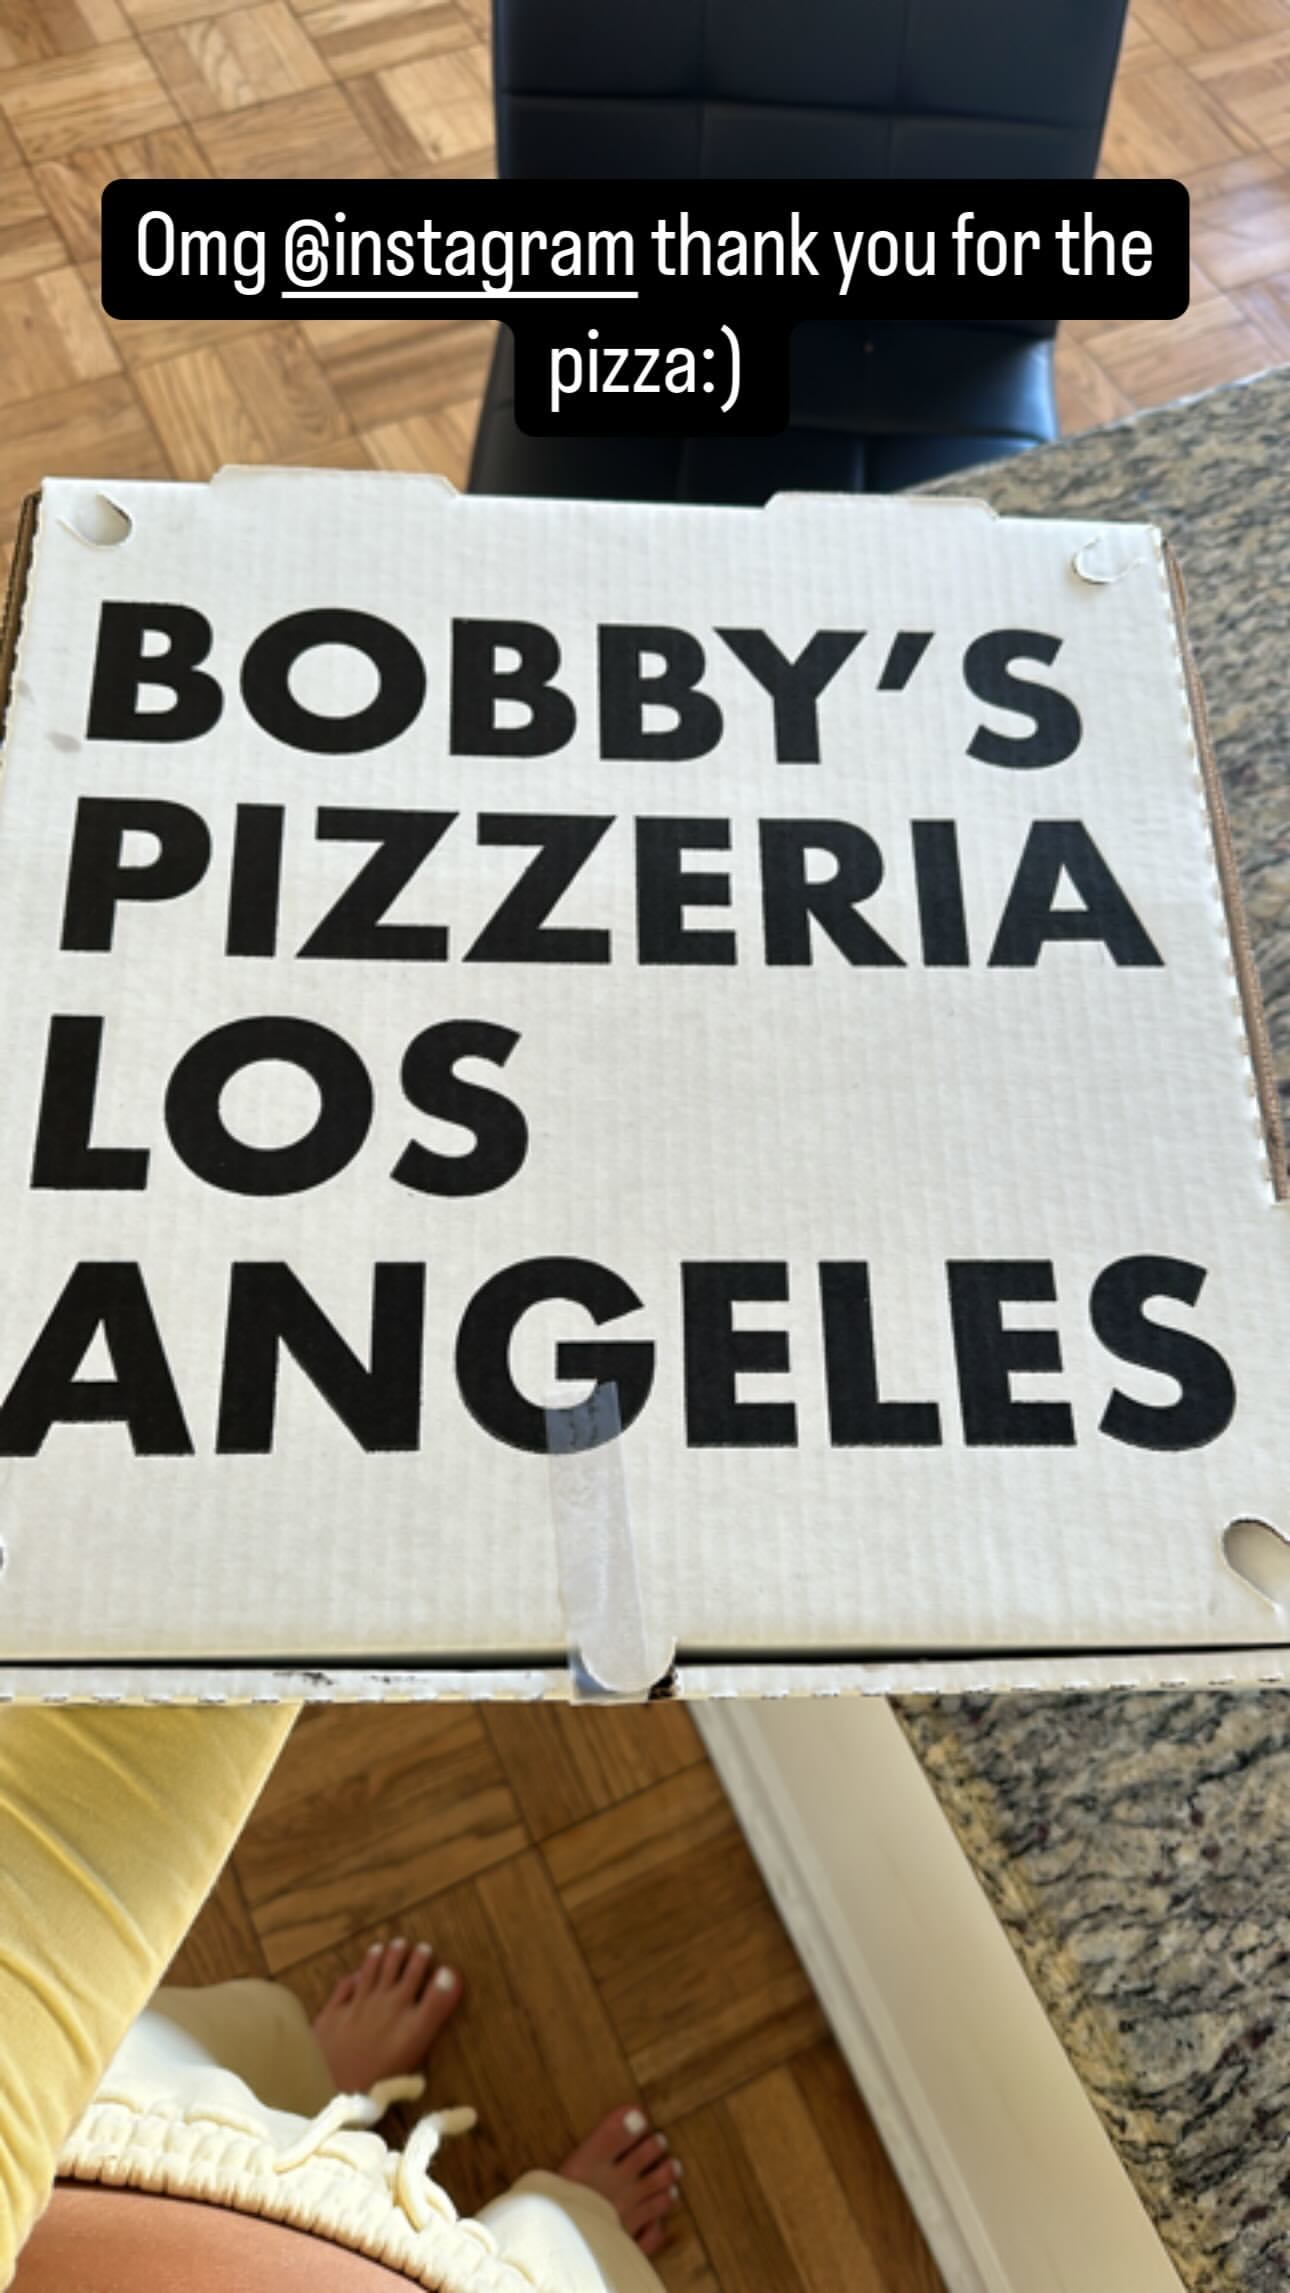 Omg @instagram thank you for the
pizza:)
BOBBY'S
PIZZERIA
LOS
ANGELES